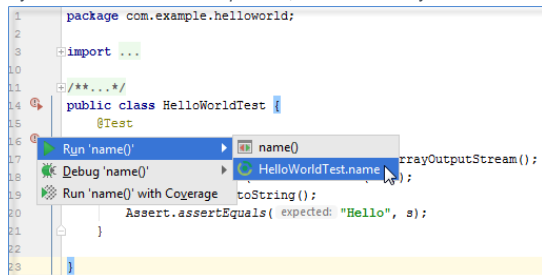 1 package com.example.helloworld;
2
3 import ...
10
11 /**...*/
14 public class HelloWorldTest {
15 @Test
16
Run 'name()' name()
17 rrayOutputStream();
Debug 'name()' HelloWorldTest.name
18 );
19 Run 'name()' with Coverage toString();
20 Assert.assertEquals( expected: "Hello", s);
21 }
22
23 }